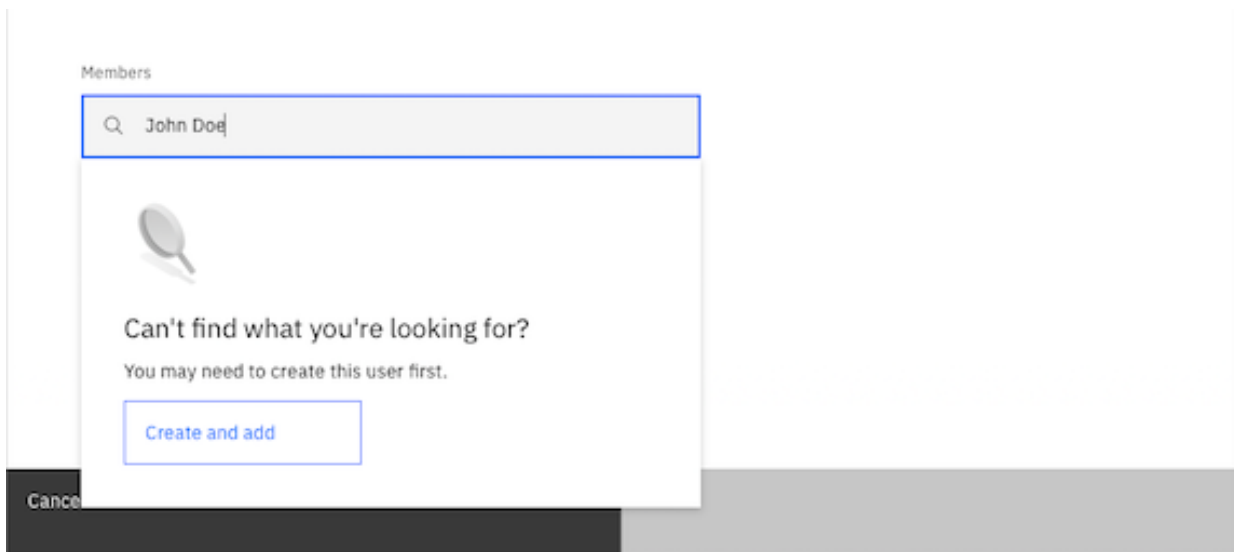 Members
John Doe
Can't find what you're looking for?
You may need to create this user first.
Create and add
Cance